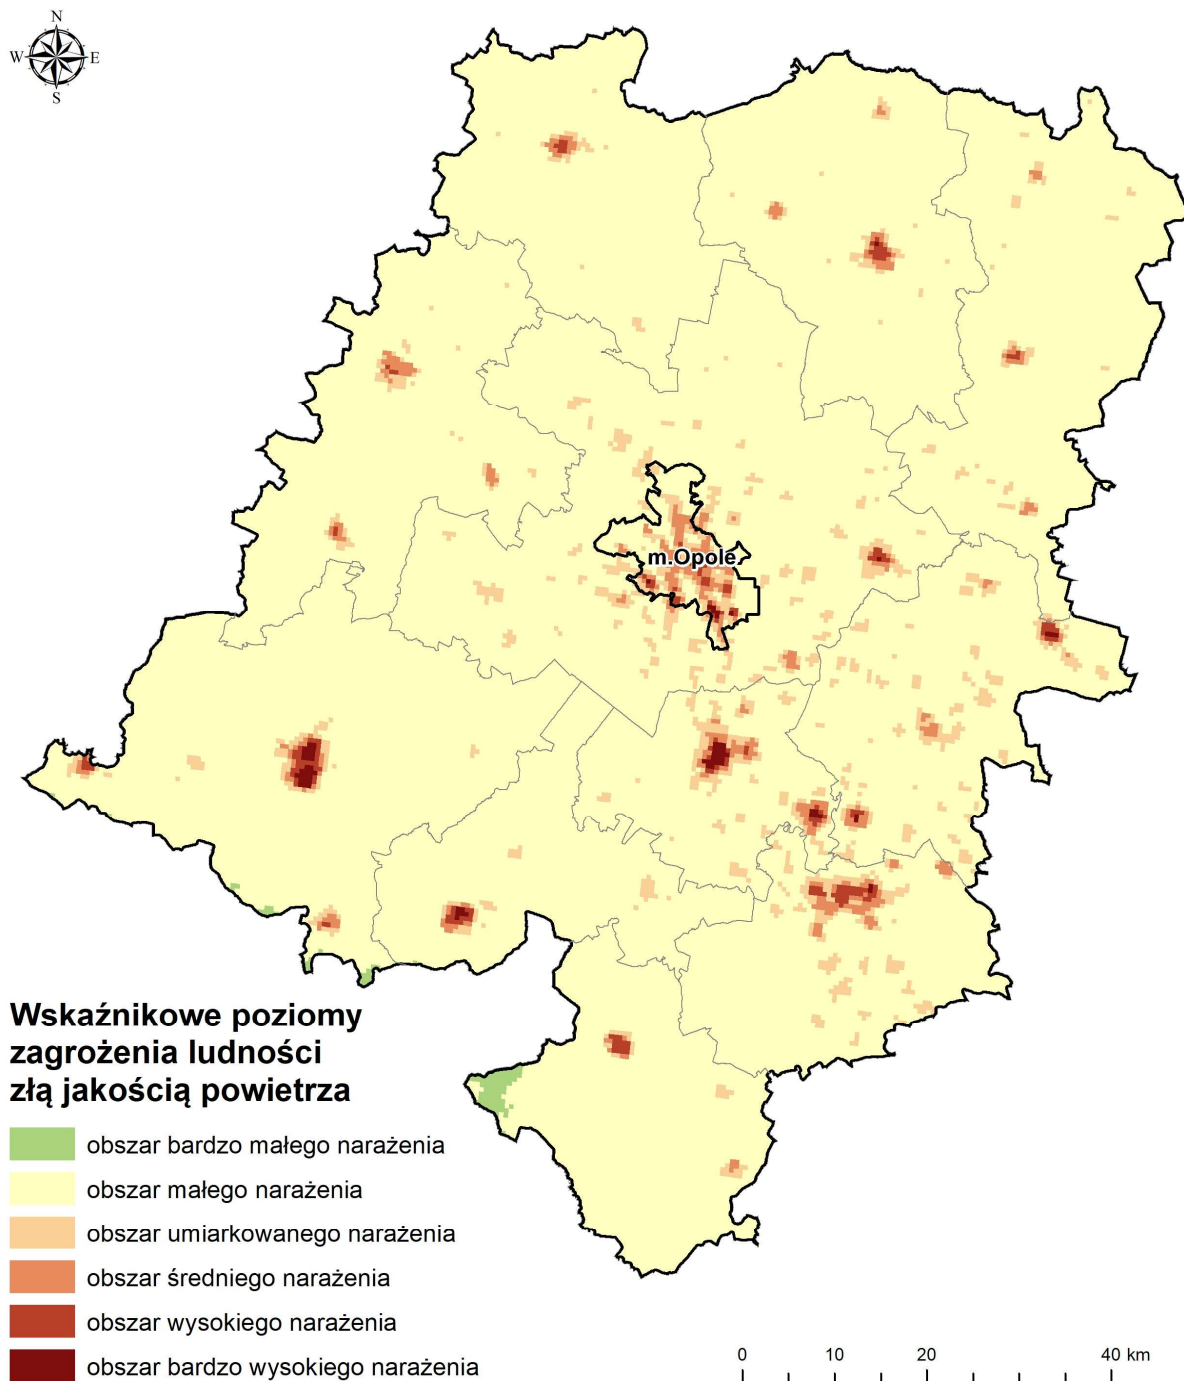 N
W E
S
m.Opole
Wskaźnikowe poziomy
zagrożenia ludności
złą jakością powietrza
obszar bardzo małego narażenia
obszar małego narażenia
obszar umiarkowanego narażenia
obszar średniego narażenia
obszar wysokiego narażenia
obszar bardzo wysokiego narażenia
0 10 20 40 km